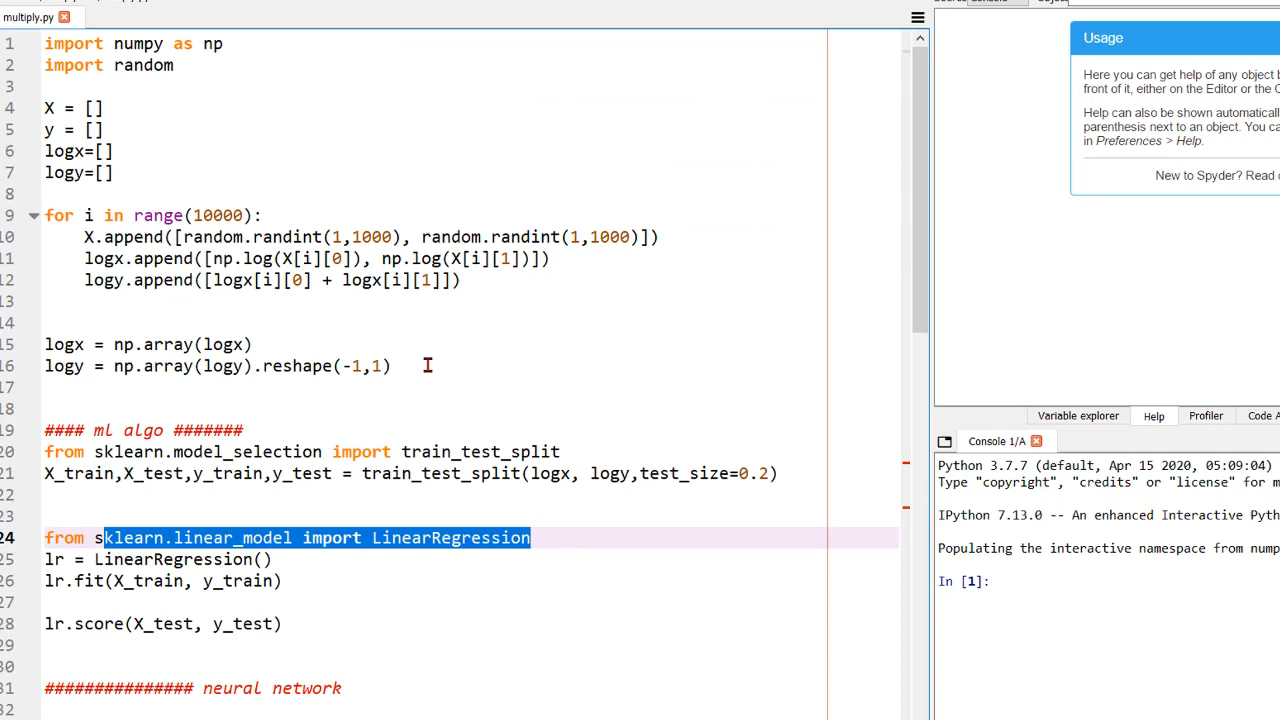 multiply.py
1 import numpy as np
2 import random
3
4 X = []
5 y = []
6 logx=[]
7 logy=[]
8
9 for i in range(10000):
10 X.append([random.randint(1,1000), random.randint(1,1000)])
11 logx.append([np.log(X[i][0]), np.log(X[i][1])])
12 logy.append([logx[i][0] + logx[i][1]])
13
14
15 logx = np.array(logx)
16 logy = np.array(logy).reshape(-1,1)
17
18
19 #### ml algo #######
20 from sklearn.model_selection import train_test_split
21 X_train,X_test,y_train,y_test = train_test_split(logx, logy,test_size=0.2)
22
23
24 from sklearn.linear_model import LinearRegression
25 lr = LinearRegression()
26 lr.fit(X_train, y_train)
27
28 lr.score(X_test, y_test)
29
30
31 ############### neural network
32
Usage
Here you can get help of any object b
front of it, either on the Editor or the C
Help can also be shown automatically
parenthesis next to an object. You ca
in Preferences > Help.
New to Spyder? Read o
Variable explorer Help Profiler Code A
Console 1/A
Python 3.7.7 (default, Apr 15 2020, 05:09:04)
Type "copyright", "credits" or "license" for m
IPython 7.13.0 -- An enhanced Interactive Pyth
Populating the interactive namespace from nump
In [1]: